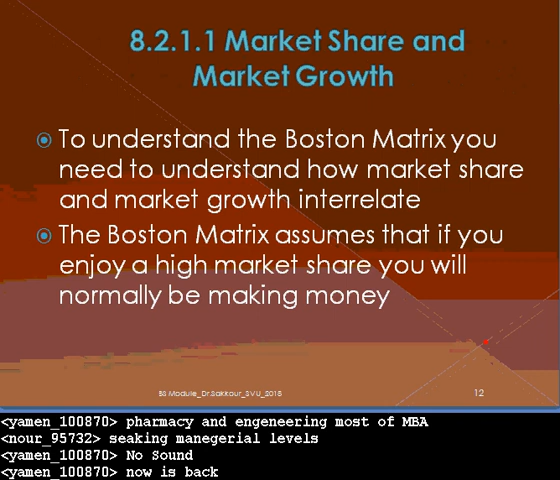 8.2.1.1 Market Share and
Market Growth
To understand the Boston Matrix you
need to understand how market share
and market growth interrelate
The Boston Matrix assumes that if you
enjoy a high market share you will
normally be making money
BS Module_Dr.Sakkour_SVU_2015
12
<yamen_100870> pharmacy and engeneering most of MBA
<nour_95732> seaking manegerial levels
<yamen_100870> No Sound
<yamen_100870> now is back